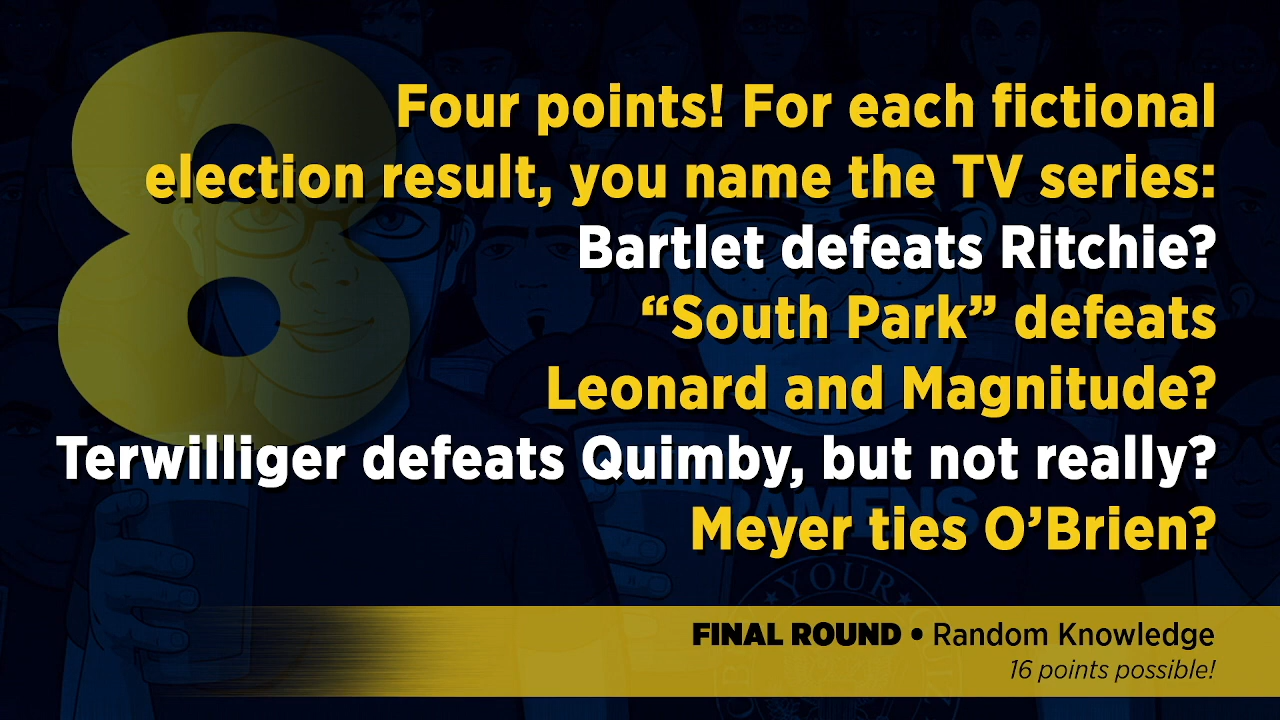 8
Four points! For each fictional
election result, you name the TV series:
Bartlet defeats Ritchie?
“South Park” defeats
Leonard and Magnitude?
Terwilliger defeats Quimby, but not really?
Meyer ties O’Brien?
RAMENS
YOUR
FINAL ROUND • Random Knowledge
16 points possible!